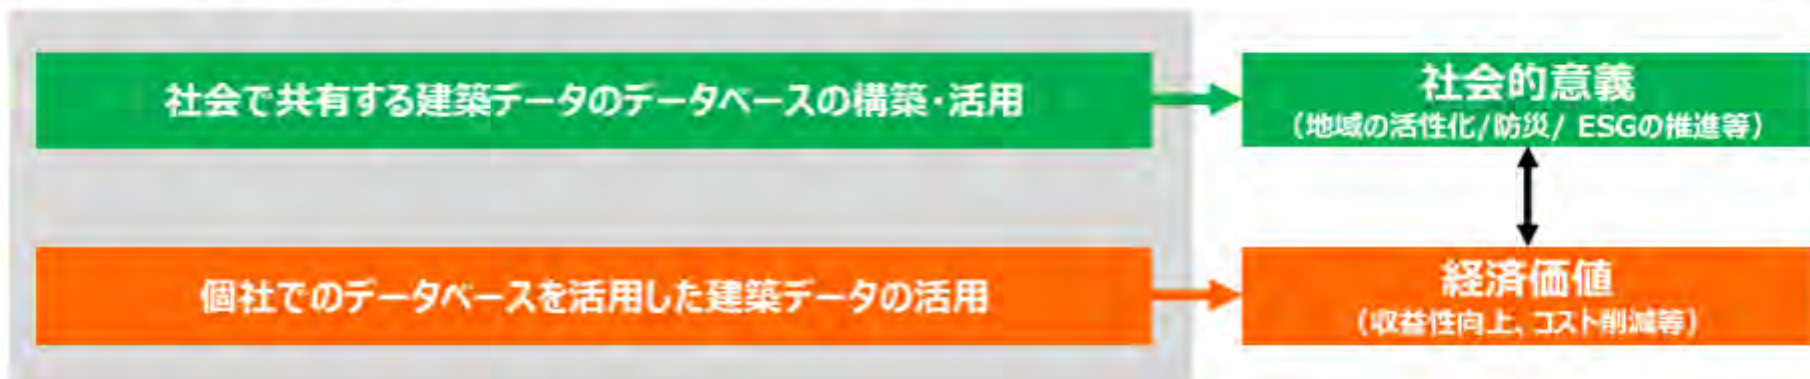 社会で共有する建築データのデータベースの構築・活用
社会的意義
(地域の活性化/防災/ ESGの推進等)
個社でのデータベースを活用した建築データの活用
経済価値
(収益性向上、コスト削減等)